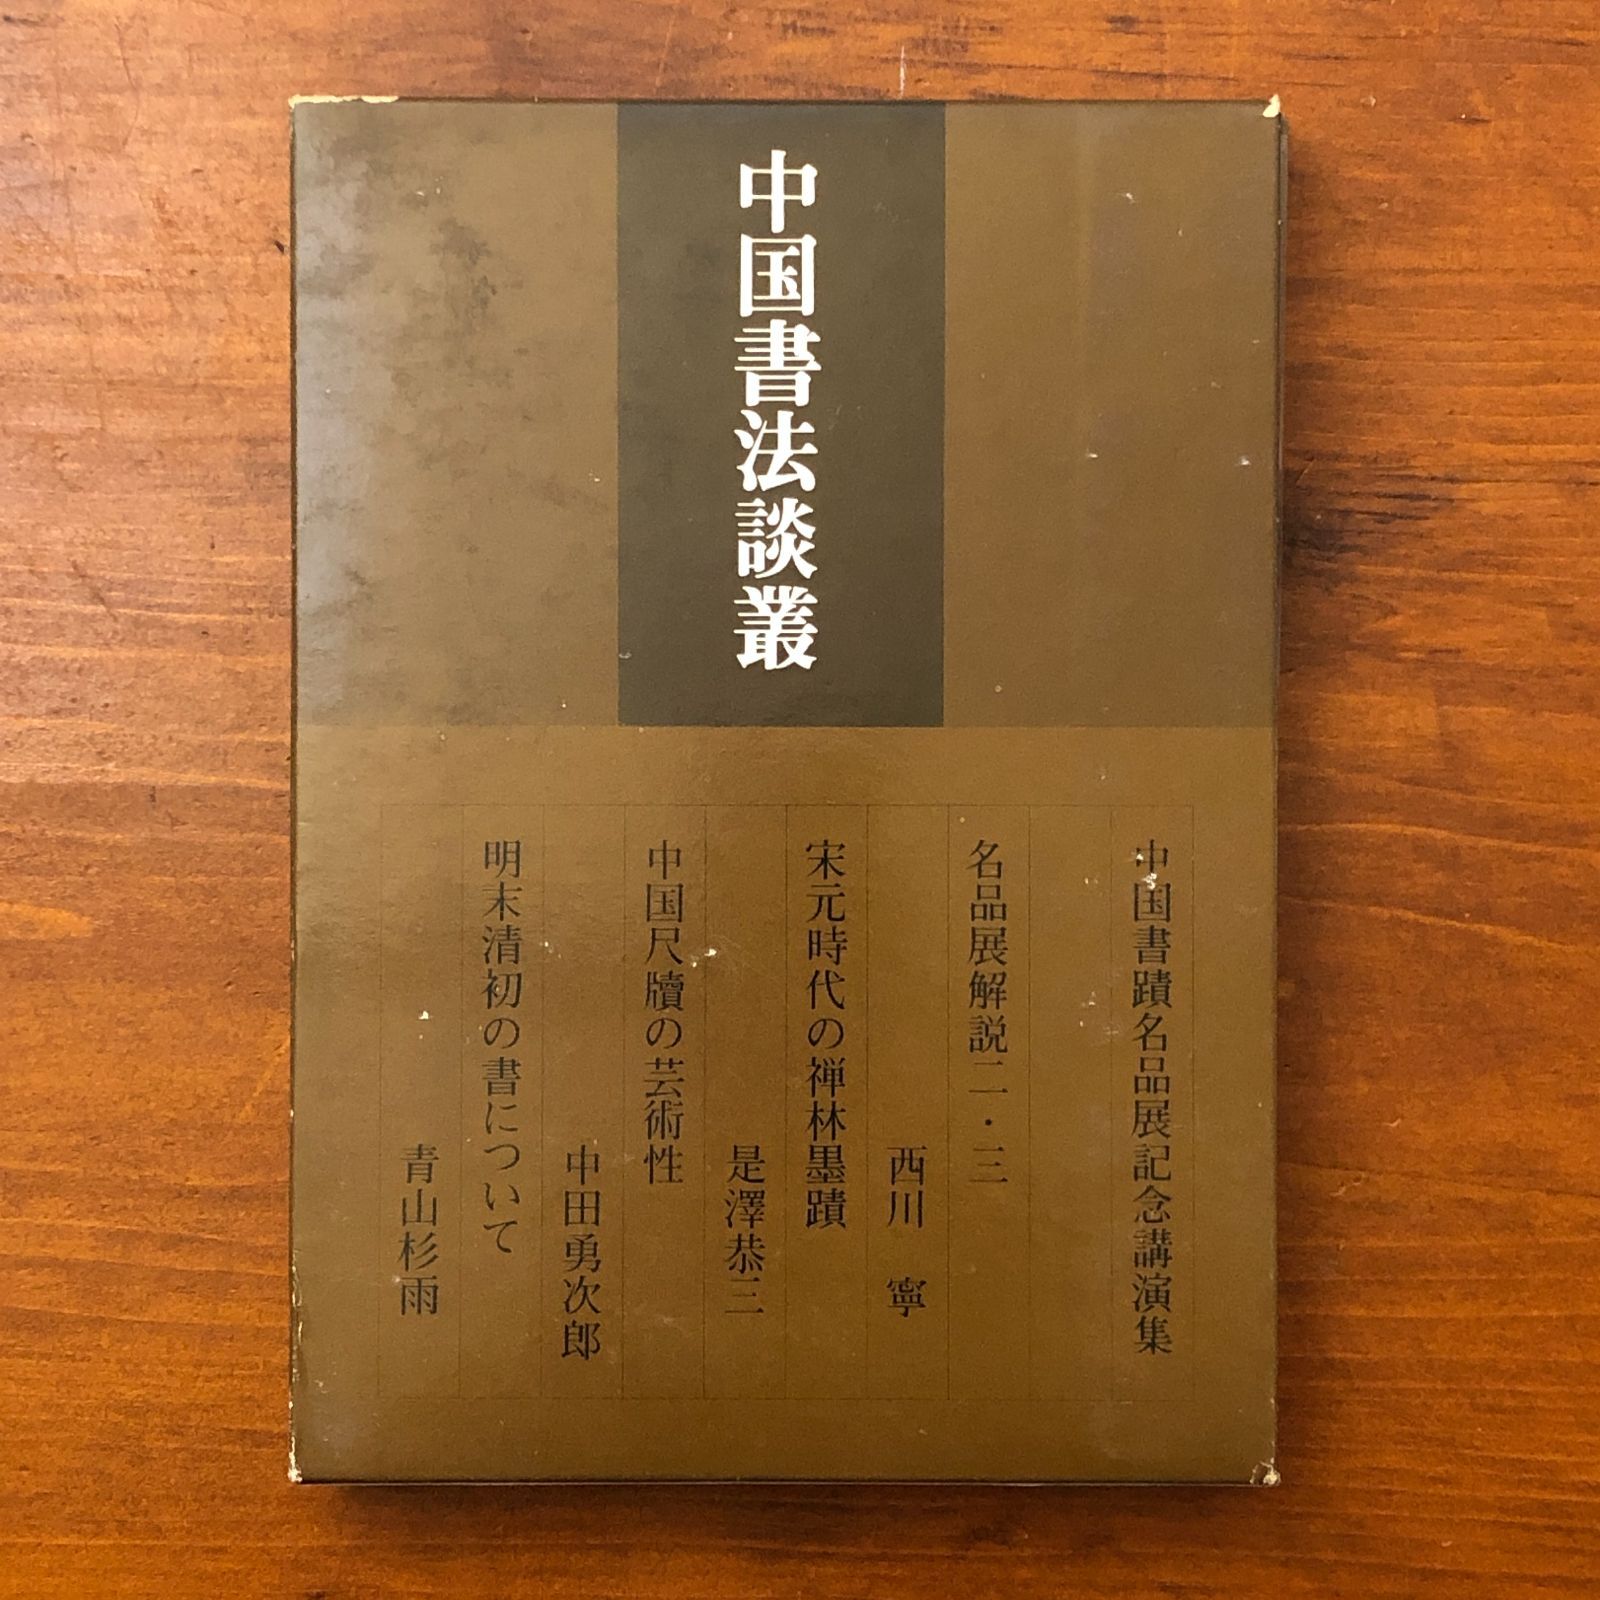 中国書法談叢
中国書蹟名品展記念講演集
名品展解説二・三
西川 寧
宋元時代の禅林墨蹟
是澤恭三
中国尺牘の芸術性
中田勇次郎
明末清初の書について
青山杉雨